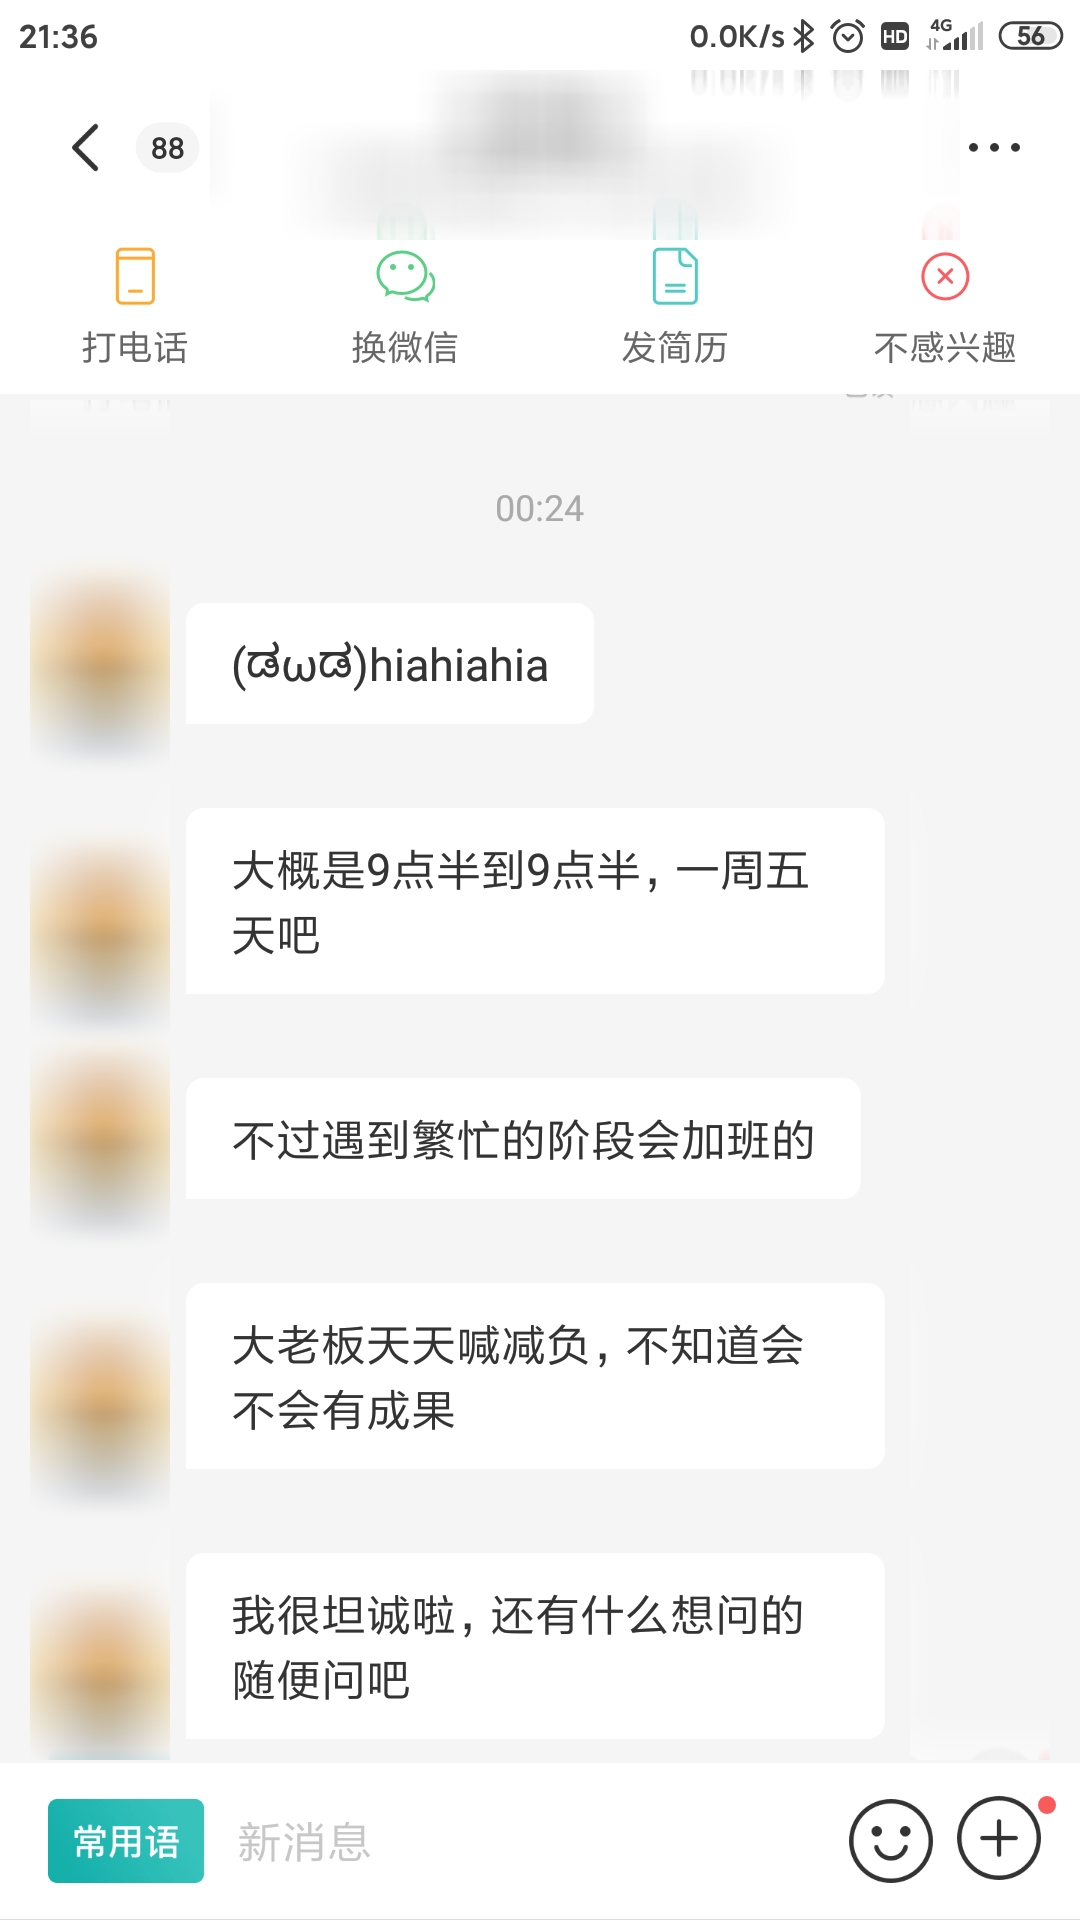 21:36
0.0K/s HD 4G 56
88
打电话
换微信
发简历
不感兴趣
00:24
(ಡωಡ)hiahiahia
大概是9点半到9点半，一周五
天吧
不过遇到繁忙的阶段会加班的
大老板天天喊减负，不知道会
不会有成果
我很坦诚啦，还有什么想问的
随便问吧
常用语
新消息